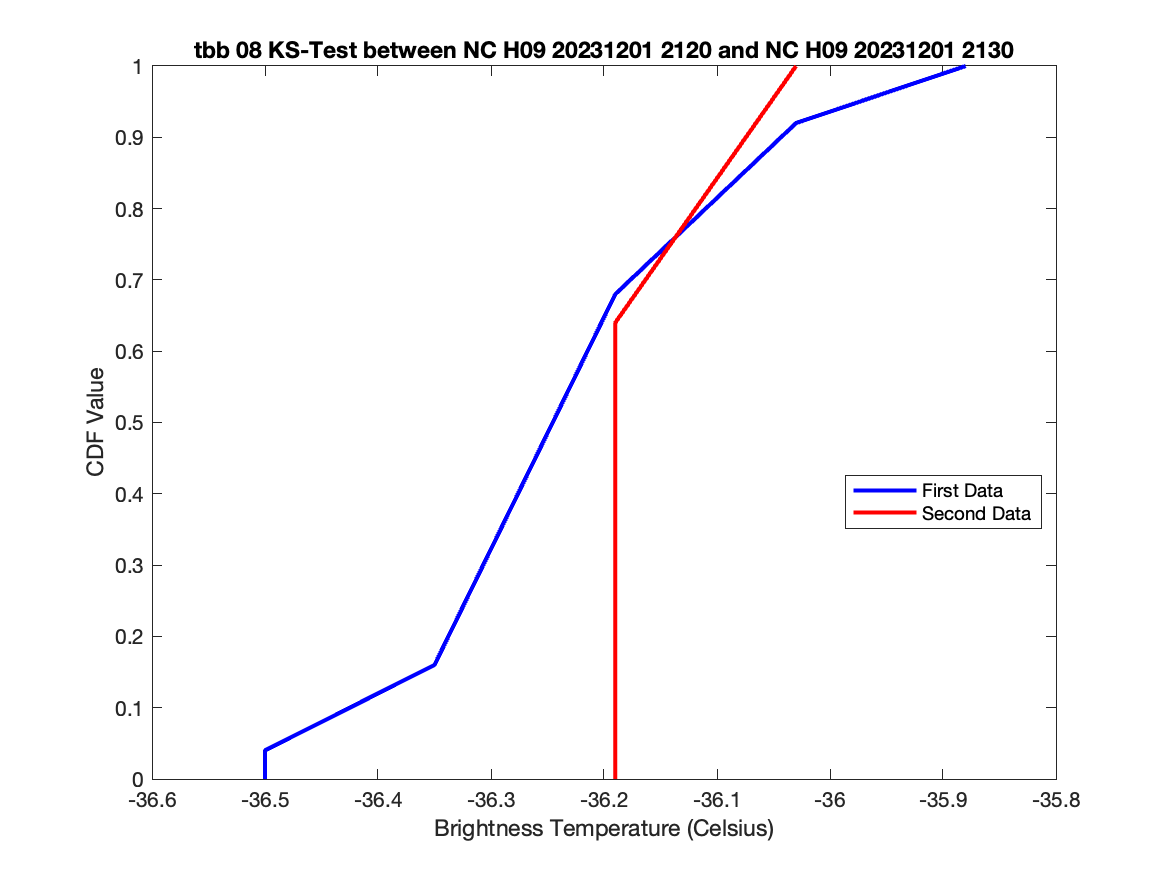 tbb 08 KS-Test between NC H09 20231201 2120 and NC H09 20231201 2130
1
0.9
0.8
0.7
0.6
0.5
0.4
0.3
0.2
0.1
0
CDF Value
First Data
Second Data
-36.6 -36.5 -36.4 -36.3 -36.2 -36.1 -36 -35.9 -35.8
Brightness Temperature (Celsius)